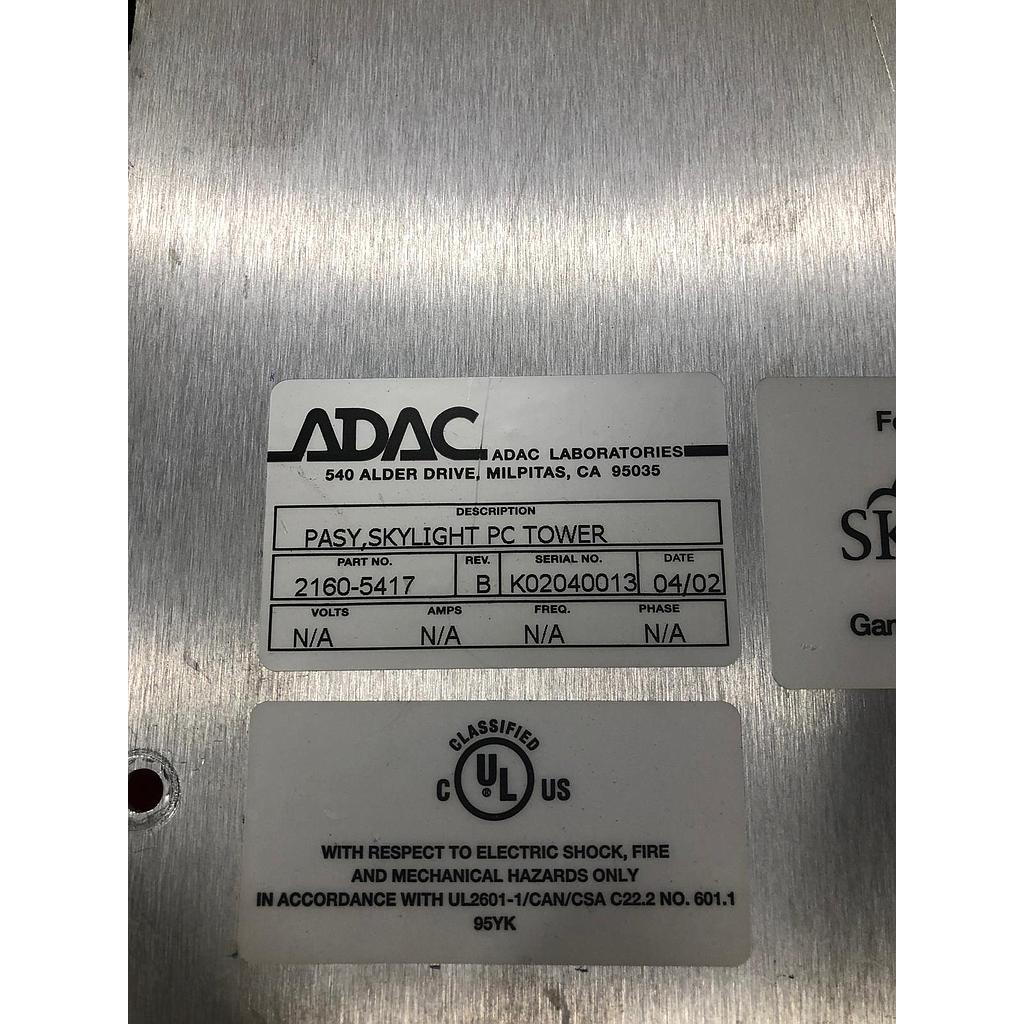 ADAC
ADAC LABORATORIES
540 ALDER DRIVE, MILPITAS, CA 95035
DESCRIPTION
PASY,SKYLIGHT PC TOWER
PART NO. REV. SERIAL NO. DATE
2160-5417 B K02040013 04/02
VOLTS AMPS FREQ. PHASE
N/A N/A N/A N/A
CLASSIFIED
C UL® US
WITH RESPECT TO ELECTRIC SHOCK, FIRE
AND MECHANICAL HAZARDS ONLY
IN ACCORDANCE WITH UL2601-1/CAN/CSA C22.2 NO. 601.1
95YK